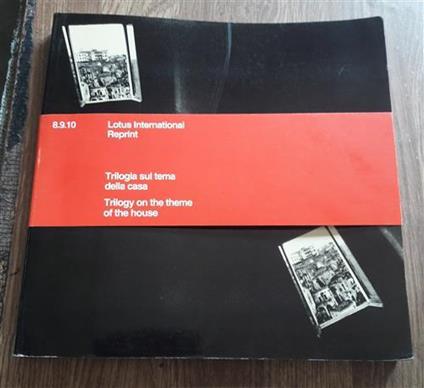 8.9.10
Lotus International
Reprint
Trilogia sul tema
della casa
Trilogy on the theme
of the house